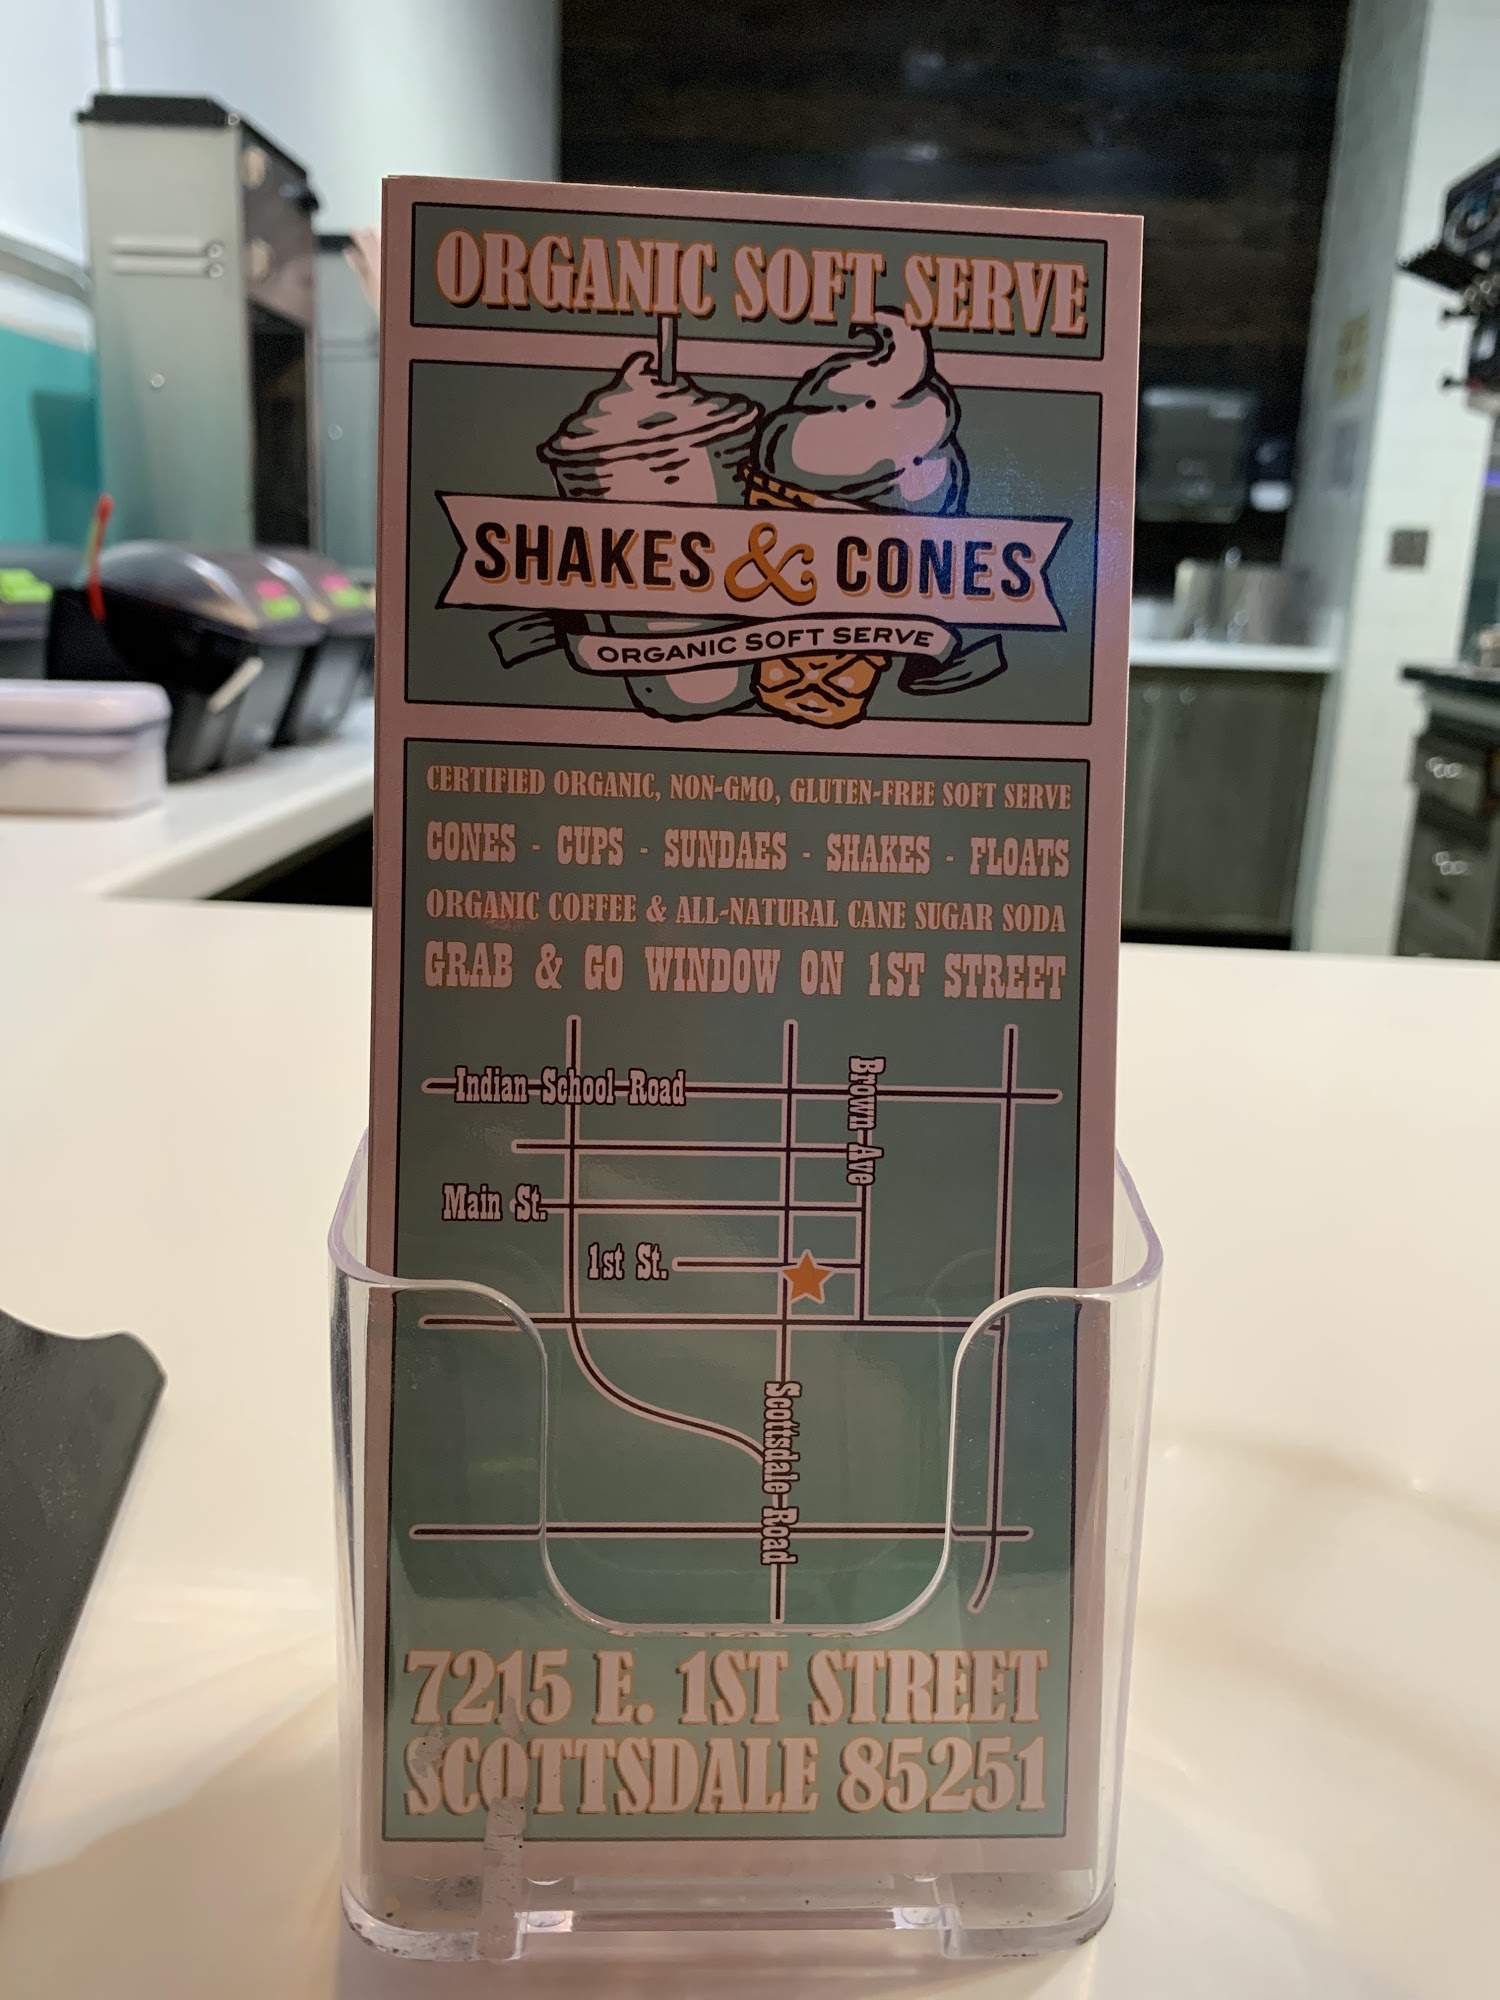 ORGANIC SOFT SERVE
SHAKES & CONES
ORGANIC SOFT SERVE
CERTIFIED ORGANIC, NON-GMO, GLUTEN-FREE SOFT SERVE
CONES - CUPS - SUNDAES - SHAKES - FLOATS
ORGANIC COFFEE & ALL-NATURAL CANE SUGAR SODA
GRAB & GO WINDOW ON 1ST STREET
Indian School Road
Brown Ave
Main St.
1st St.
Scottsdale Road
7215 E. 1ST STREET
SCOTTSDALE 85251